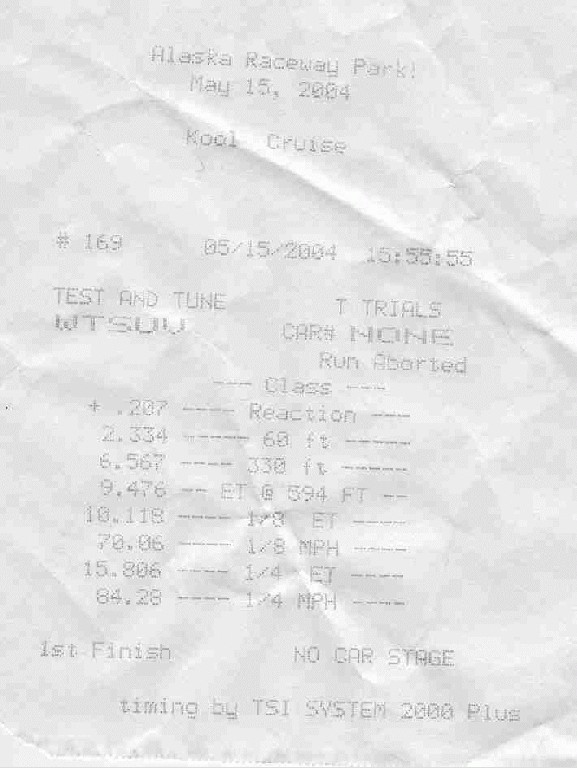 Alaska Raceway Park!
May 15, 2004
Kool Cruise
# 169 05/15/2004 15:55:55
TEST AND TUNE T TRIALS
WTSUV CAR# NONE
Run Aborted
--- Class ---
+ .207 ---- Reaction ---
2.334 ----- 60 ft -----
6.567 ---- 330 ft -----
9.476 -- ET @ 594 FT --
10.118 ---- 1/8 ET ----
70.06 ---- 1/8 MPH ----
15.806 ---- 1/4 ET ----
84.28 ---- 1/4 MPH ----
1st Finish NO CAR STAGE
timing by TSI SYSTEM 2000 Plus